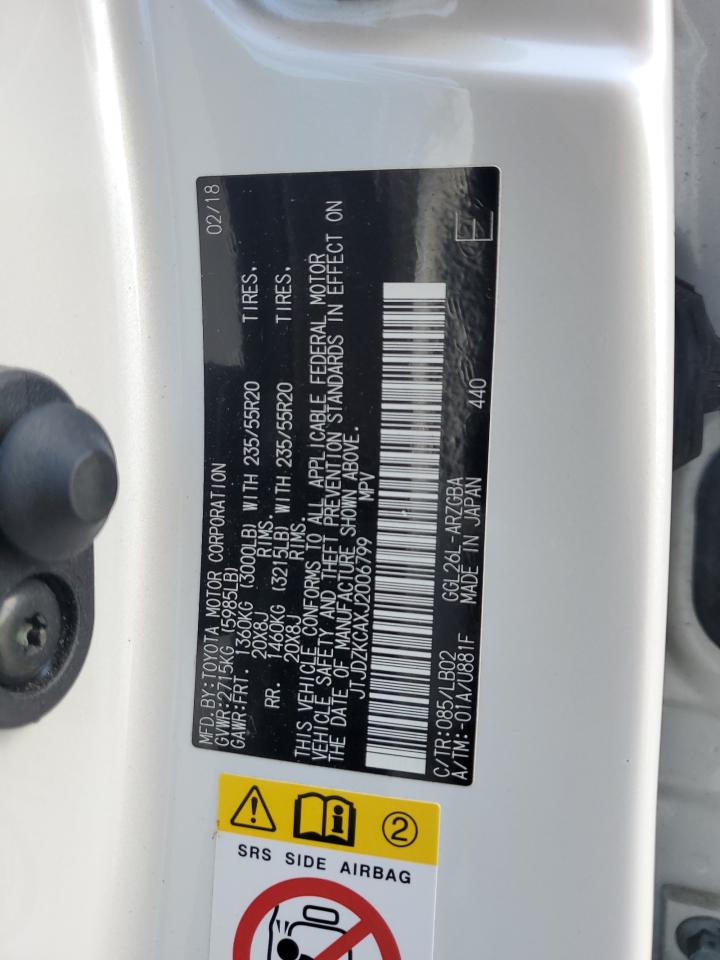 MFD.BY:TOYOTA MOTOR CORPORATION 02/18
GVWR:2715KG (5985LB)
GAWR:FRT. 1360KG (3000LB) WITH 235/55R20 TIRES.
20X8J RIMS.
RR. 1460KG (3215LB) WITH 235/55R20 TIRES.
20X8J RIMS.
THIS VEHICLE CONFORMS TO ALL APPLICABLE FEDERAL MOTOR
VEHICLE SAFETY AND THEFT PREVENTION STANDARDS IN EFFECT ON
THE DATE OF MANUFACTURE SHOWN ABOVE.
JTJDZKCAXJ2006799 MPV
C/TR:085/LB02 GGL26L-ARZGBA 440
A/TM:-01A/U881F MADE IN JAPAN
2
SRS SIDE AIRBAG